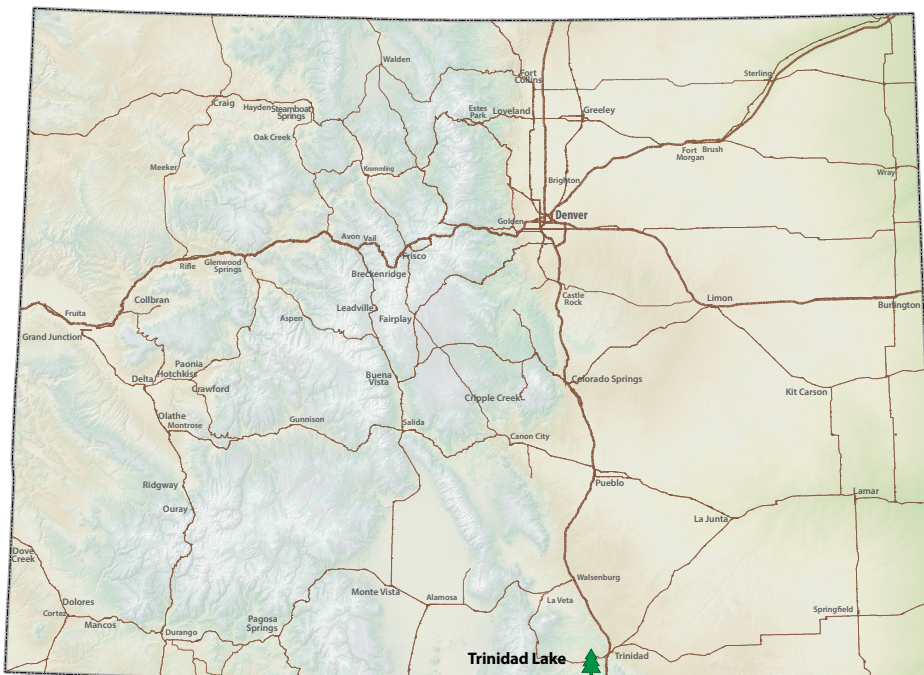 Walden
Fort
Collins
Sterling
Craig
Hayden
Steamboat
Springs
Estes
Park
Loveland
Greeley
Oak Creek
Meeker
Kremmling
Fort
Morgan
Brush
Wray
Brighton
Golden
Denver
Avon
Vail
Frisco
Rifle
Glenwood
Springs
Breckenridge
Collbran
Leadville
Castle
Rock
Limon
Burlington
Fruita
Aspen
Fairplay
Grand Junction
Paonia
Hotchkiss
Delta
Crawford
Buena
Vista
Colorado Springs
Cripple Creek
Kit Carson
Olathe
Montrose
Gunnison
Salida
Canon City
Ridgway
Pueblo
Lamar
Ouray
La Junta
Dove
Creek
Walsenburg
Dolores
Monte Vista
Alamosa
La Veta
Cortez
Mancos
Pagosa
Springs
Springfield
Durango
Trinidad Lake
Trinidad